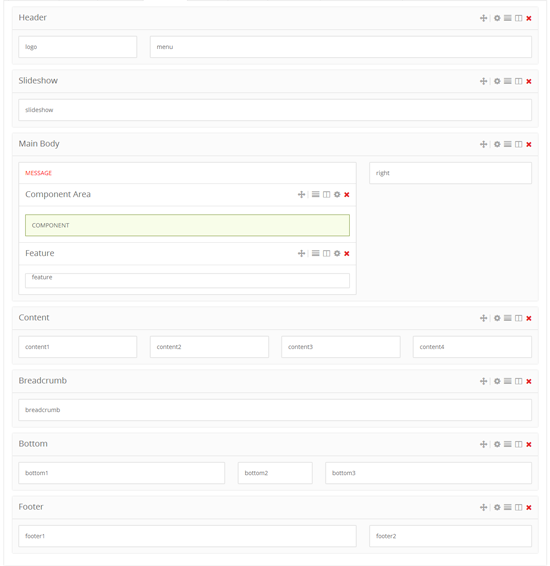 Header
logo menu
Slideshow
slideshow
Main Body
MESSAGE right
Component Area
COMPONENT
Feature
feature
Content
content1 content2 content3 content4
Breadcrumb
breadcrumb
Bottom
bottom1 bottom2 bottom3
Footer
footer1 footer2